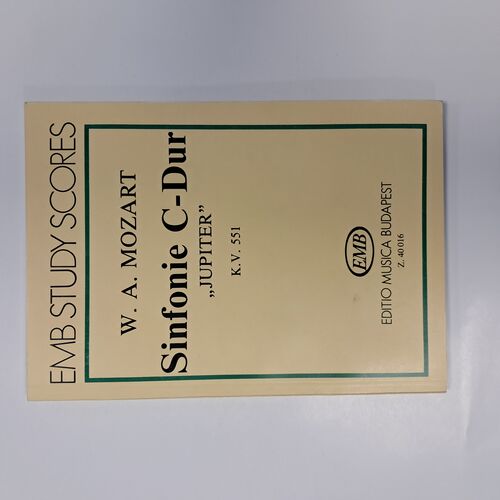 EMB STUDY SCORES
W. A. MOZART
Sinfonie C-Dur
„JUPITER”
K.V. 551
EMB
EDITIO MUSICA BUDAPEST
Z. 40 016